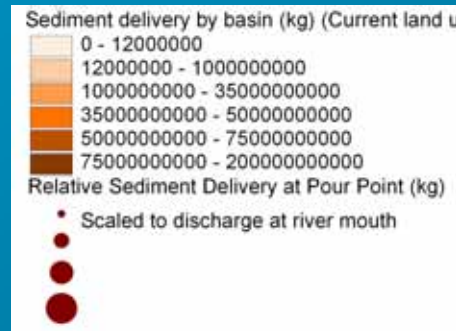 Sediment delivery by basin (kg) (Current land u
0 - 12000000
12000000 - 1000000000
1000000000 - 35000000000
35000000000 - 50000000000
50000000000 - 75000000000
75000000000 - 200000000000
Relative Sediment Delivery at Pour Point (kg)
Scaled to discharge at river mouth